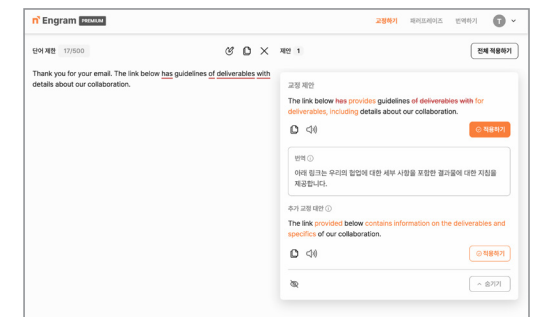 Engram PREMIUM
교정하기 패러프레이즈 번역하기 T
단어 제한 17/500
제안 1 전체 적용하기
Thank you for your email. The link below has guidelines of deliverables with
details about our collaboration.
교정 제안
The link below has provides guidelines of deliverables with for
deliverables, including details about our collaboration.
적용하기
번역
아래 링크는 우리의 협업에 대한 세부 사항을 포함한 결과물에 대한 지침을
제공합니다.
추가 교정 대안
The link provided below contains information on the deliverables and
specifics of our collaboration.
적용하기
숨기기